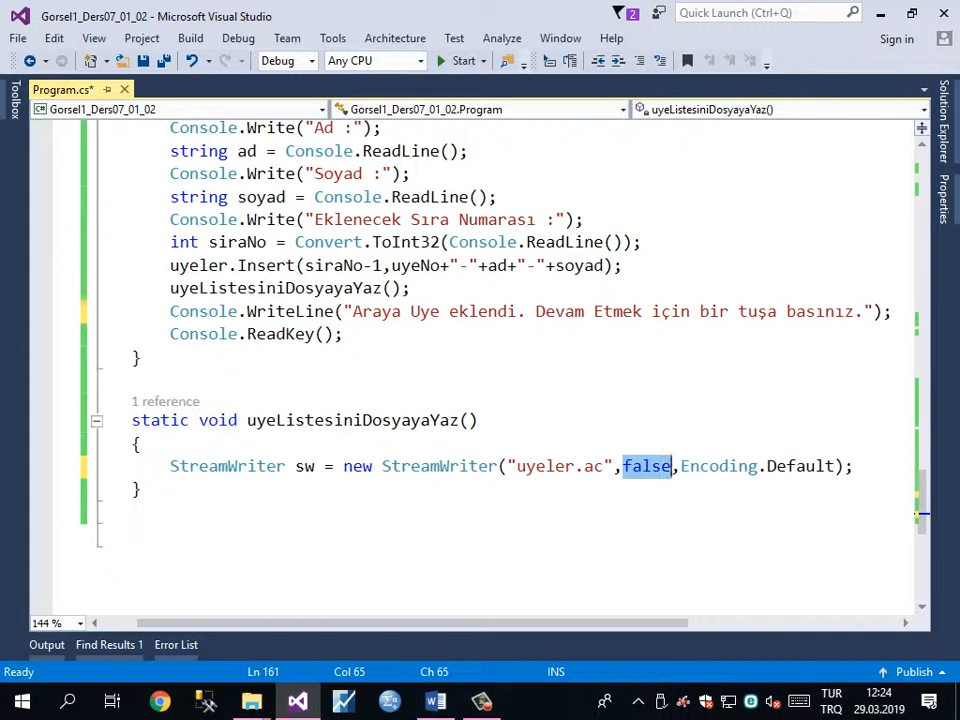 Gorsel1_Ders07_01_02 - Microsoft Visual Studio
2
Quick Launch (Ctrl+Q)
File Edit View Project Build Debug Team Tools Architecture Test Analyze Window Help
Sign in
Debug Any CPU Start
Toolbox
Program.cs*
Gorsel1_Ders07_01_02 Gorsel1_Ders07_01_02.Program uyeListesiniDosyayaYaz()
Console.Write("Ad :");
string ad = Console.ReadLine();
Console.Write("Soyad :");
string soyad = Console.ReadLine();
Console.Write("Eklenecek Sıra Numarası :");
int siraNo = Convert.ToInt32(Console.ReadLine());
uyeler.Insert(siraNo-1,uyeNo+"-"+ad+"-"+soyad);
uyeListesiniDosyayaYaz();
Console.WriteLine("Araya Uye eklendi. Devam Etmek için bir tuşa basınız.");
Console.ReadKey();
}
1 reference
static void uyeListesiniDosyayaYaz()
{
StreamWriter sw = new StreamWriter("uyeler.ac",false,Encoding.Default);
}
Solution Explorer
Properties
144 %
Output Find Results 1 Error List
Ready Ln 161 Col 65 Ch 65 INS Publish
TUR
TRQ
12:24
29.03.2019